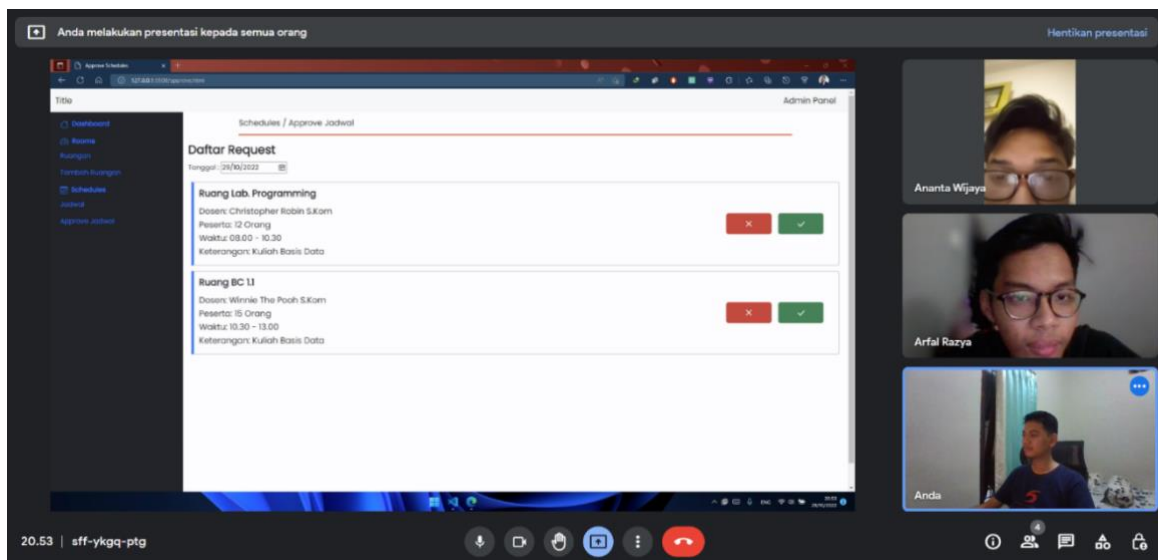 Anda melakukan presentasi kepada semua orang
Hentikan presentasi
Approve Schedules
Title
Admin Panel
Dashboard
Rooms
Ruangan
Tambah Ruangan
Schedules
Jadwal
Approve Jadwal
Schedules / Approve Jadwal
Daftar Request
Tanggal : 29/10/2022
Ruang Lab. Programming
Dosen: Christopher Robin S.Kom
Peserta: 12 Orang
Waktu: 08.00 - 10.30
Keterangan: Kuliah Basis Data
Ruang BC 1.1
Dosen: Winnie The Pooh S.Kom
Peserta: 15 Orang
Waktu: 10.30 - 13.00
Keterangan: Kuliah Basis Data
Ananta Wijaya
Arfal Razya
Anda
ENG
20.53 | sff-ykgq-ptg
4